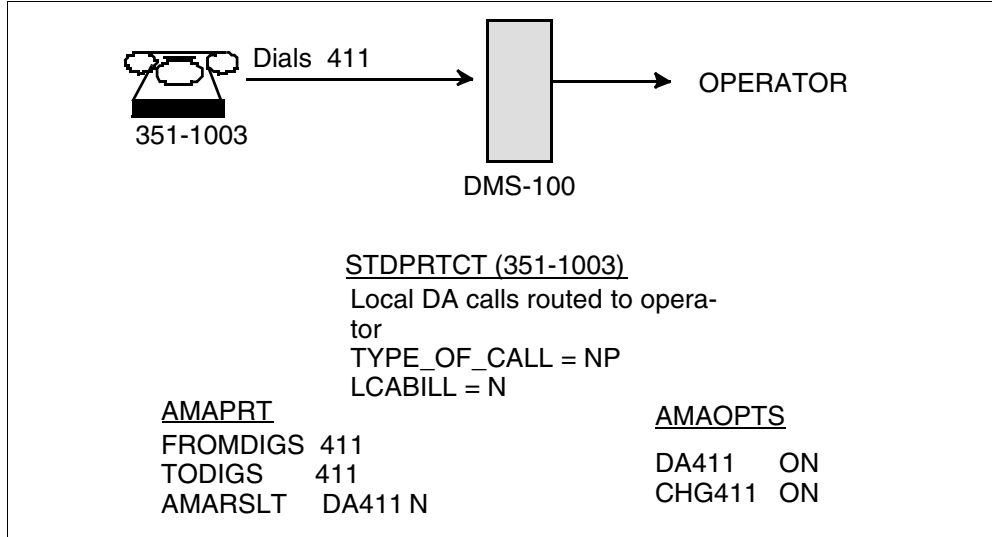 Dials 411
OPERATOR
351-1003
DMS-100
STDPRTCT (351-1003)
Local DA calls routed to opera-
tor
TYPE_OF_CALL = NP
LCABILL = N
AMAPRT
FROMDIGS 411
TODIGS 411
AMARSLT DA411 N
AMAOPTS
DA411 ON
CHG411 ON